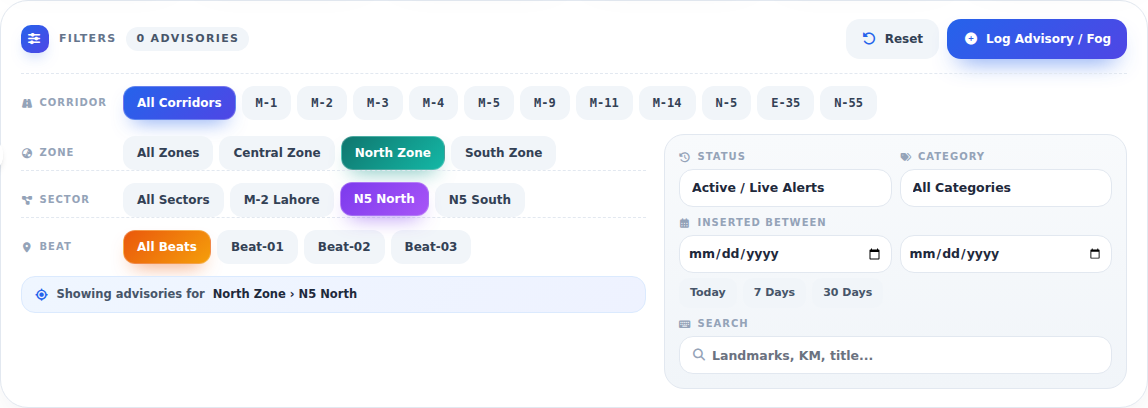 FILTERS 0 ADVISORIES Reset Log Advisory / Fog
CORRIDOR All Corridors M-1 M-2 M-3 M-4 M-5 M-9 M-11 M-14 N-5 E-35 N-55
ZONE All Zones Central Zone North Zone South Zone
SECTOR All Sectors M-2 Lahore N5 North N5 South
BEAT All Beats Beat-01 Beat-02 Beat-03
Showing advisories for North Zone › N5 North
STATUS CATEGORY
Active / Live Alerts All Categories
INSERTED BETWEEN
mm/dd/yyyy mm/dd/yyyy
Today 7 Days 30 Days
SEARCH
Landmarks, KM, title...